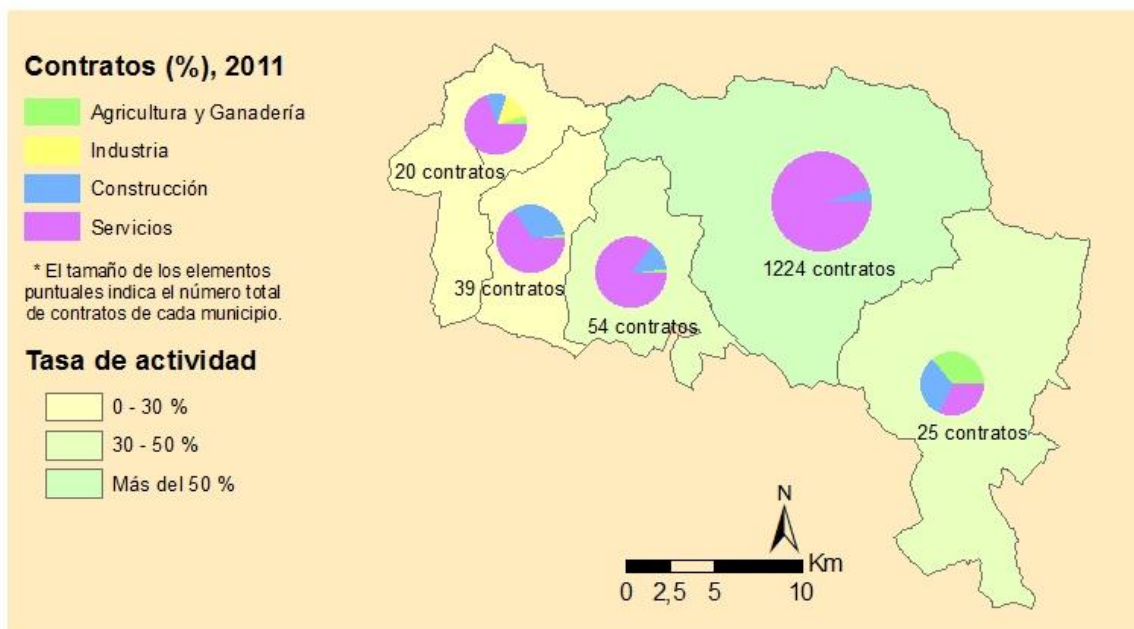 Contratos (%), 2011
Agricultura y Ganadería
Industria
Construcción
Servicios
* El tamaño de los elementos
puntuales indica el número total
de contratos de cada municipio.
Tasa de actividad
0 - 30 %
30 - 50 %
Más del 50 %
20 contratos
39 contratos
54 contratos
1224 contratos
25 contratos
N
Km
0 2,5 5 10